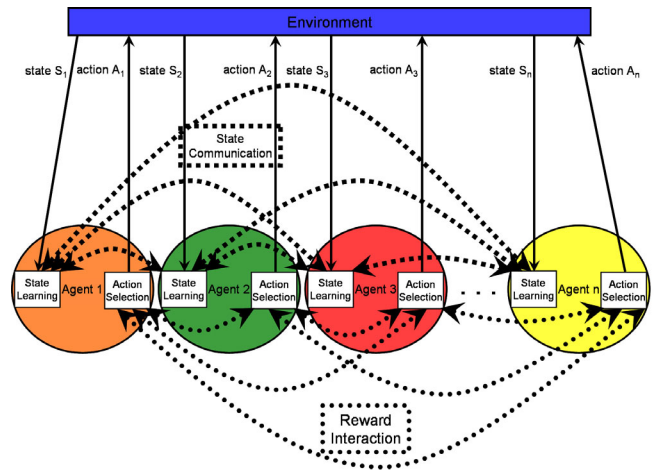 Environment
state S1
action A1
state S2
action A2
state S3
action A3
state Sn
action An
State
Communication
State
Learning
Agent 1
Action
Selection
State
Learning
Agent 2
Action
Selection
State
Learning
Agent 3
Action
Selection
. . .
State
Learning
Agent n
Action
Selection
Reward
Interaction